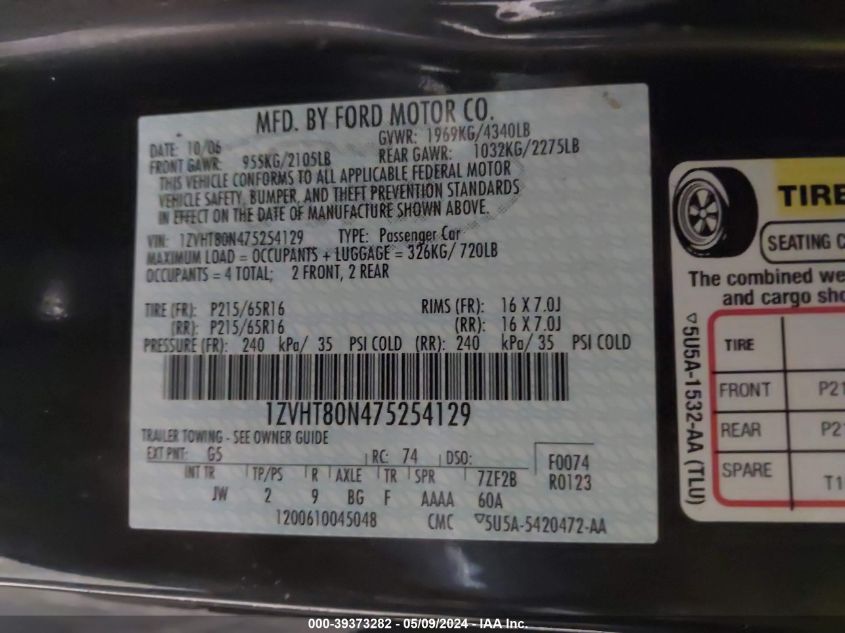 MFD. BY FORD MOTOR CO.
DATE: 10/06 GVWR: 1969KG/4340LB
FRONT GAWR: 955KG/2105LB REAR GAWR: 1032KG/2275LB
THIS VEHICLE CONFORMS TO ALL APPLICABLE FEDERAL MOTOR
VEHICLE SAFETY, BUMPER, AND THEFT PREVENTION STANDARDS
IN EFFECT ON THE DATE OF MANUFACTURE SHOWN ABOVE.
VIN: 1ZVHT80N475254129 TYPE: Passenger Car
MAXIMUM LOAD = OCCUPANTS + LUGGAGE = 326KG/ 720LB
OCCUPANTS = 4 TOTAL; 2 FRONT, 2 REAR
TIRE (FR): P215/65R16 RIMS (FR): 16 X 7.0J
(RR): P215/65R16 (RR): 16 X 7.0J
PRESSURE (FR): 240 kPa/ 35 PSI COLD (RR): 240 kPa/ 35 PSI COLD
1ZVHT80N475254129
TRAILER TOWING - SEE OWNER GUIDE
EXT PNT: G5 RC: 74 DSO: F0074
INT TR TP/PS R AXLE TR SPR 7ZF2B R0123
JW 2 9 BG F AAAA 60A
1200610045048 CMC ▽5U5A-5420472-AA
TIRE
SEATING C
The combined we
and cargo sho
▽5U5A-1532-AA (TLU)
TIRE
FRONT P21
REAR P21
SPARE T1
000-39373282 - 05/09/2024 - IAA Inc.